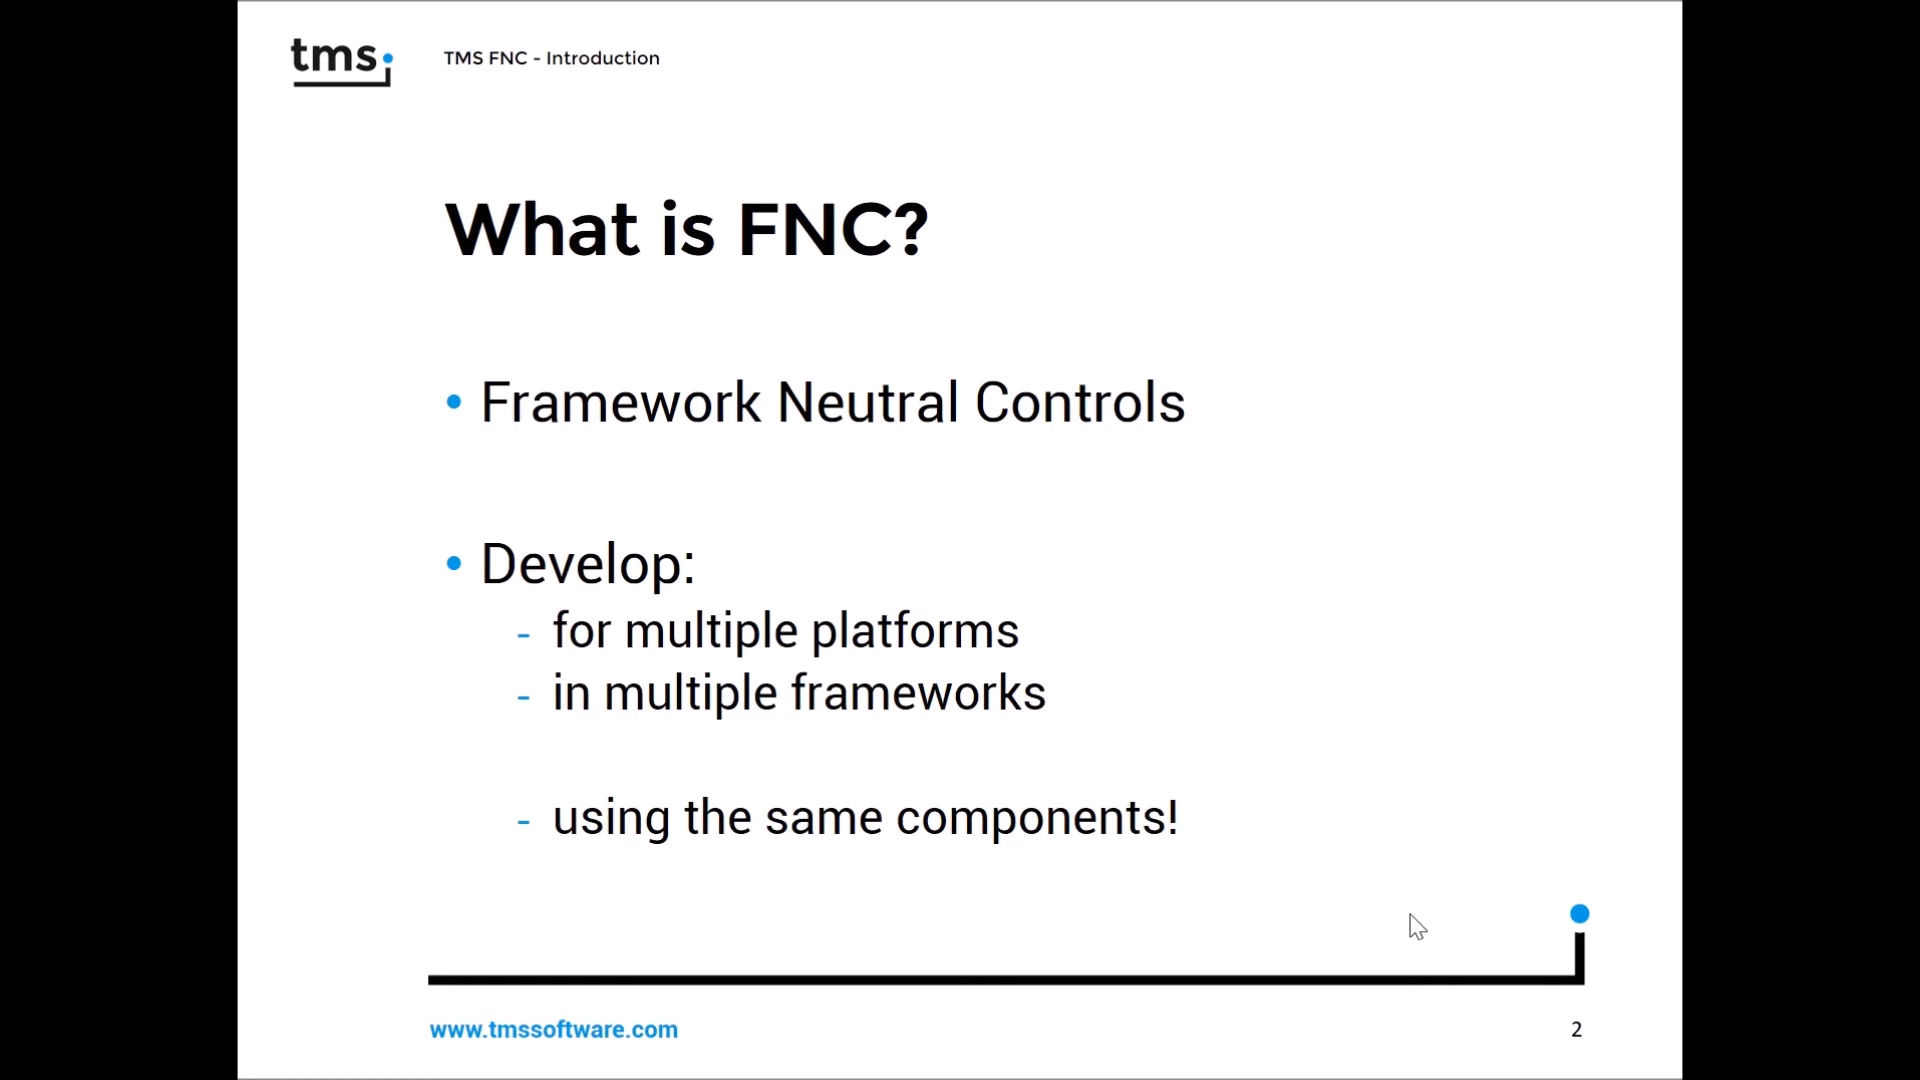 tms
TMS FNC - Introduction
What is FNC?
• Framework Neutral Controls
• Develop:
- for multiple platforms
- in multiple frameworks
- using the same components!
www.tmssoftware.com
2